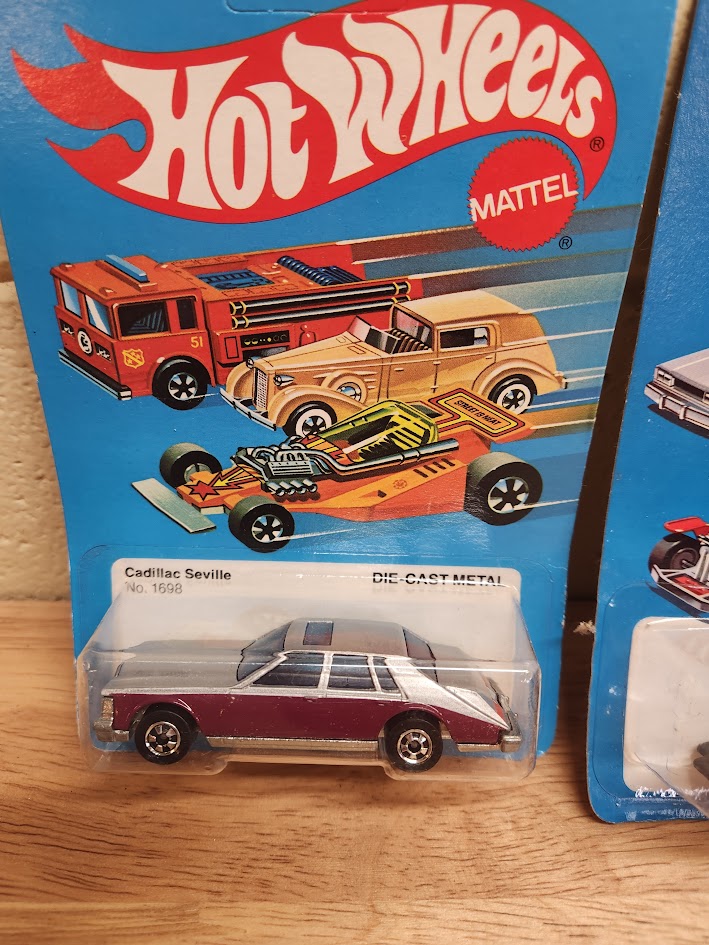 HOT WHEELS
®
MATTEL
®
51
STREET IS NEAT
Cadillac Seville
No. 1698
DIE-CAST METAL